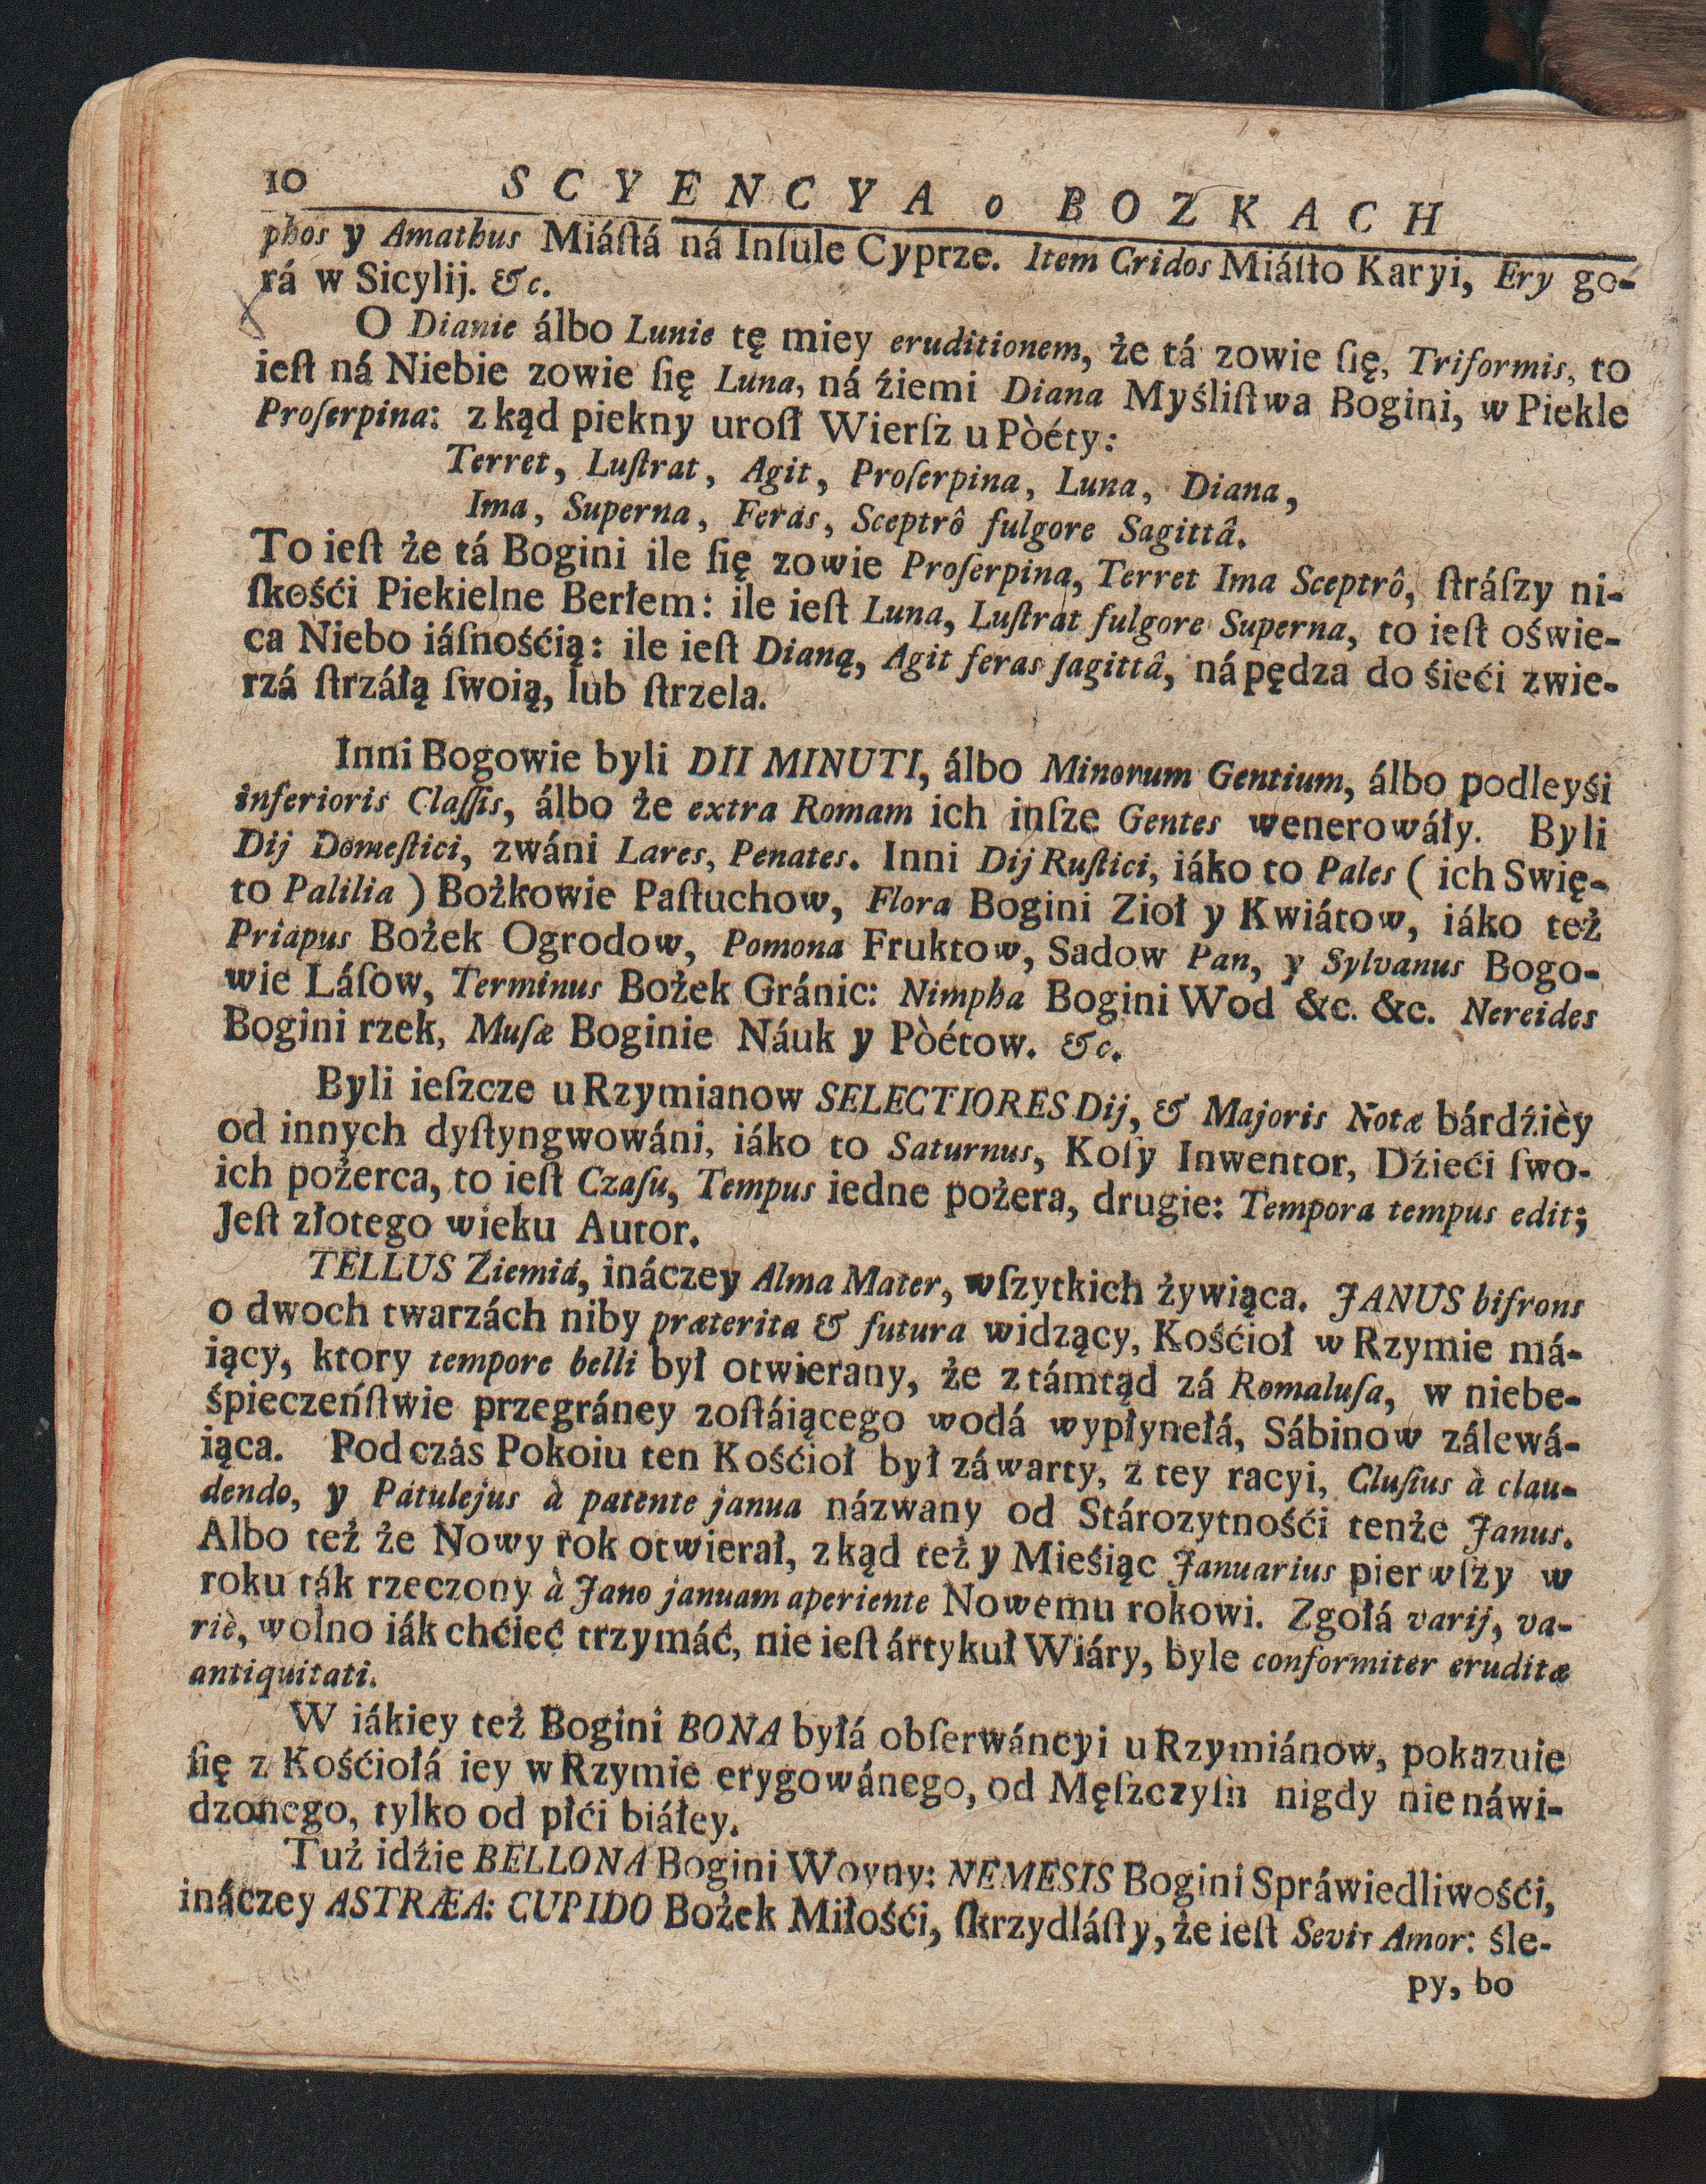 10 SCYENCYA o BOZKACH
phos y Amathus Miáſtá ná Inſule Cyprze. Item Cridos Miáſto Karyi, Ery go-
rá w Sicylij. &c.
O Dianie álbo Lunie tę miey eruditionem, że tá zowie ſię, Triformis, to
ieſt ná Niebie zowie ſię Luna, ná źiemi Diana Myśliſtwa Bogini, w Piekle
Proſerpina: zkąd piekny uroſł Wierſz u Pòéty:
Terret, Luſtrat, Agit, Proſerpina, Luna, Diana,
Ima, Superna, Feras, Sceptrô fulgore Sagittâ.
To ieſt że tá Bogini ile ſię zowie Proſerpina, Terret Ima Sceptrô, ſtráſzy ni-
ſkośći Piekielne Berłem: ile ieſt Luna, Luſtrat fulgore Superna, to ieſt oświe-
ca Niebo iáſnośćią: ile ieſt Dianą, Agit feras ſagittâ, nápędza do śieći zwie-
rzá ſtrzáłą ſwoią, lub ſtrzela.
Inni Bogowie byli DII MINUTI, álbo Minorum Gentium, álbo podleyśi
inferioris Claſſis, álbo że extra Romam ich inſze Gentes wenerowáły. Byli
Dij Domeſtici, zwáni Lares, Penates. Inni Dij Ruſtici, iáko to Pales ( ich Swię-
to Palilia ) Bożkowie Paſtuchow, Flora Bogini Zioł y Kwiátow, iáko też
Priapus Bożek Ogrodow, Pomona Fruktow, Sadow Pan, y Sylvanus Bogo-
wie Láſow, Terminus Bożek Gránic: Nimpha Bogini Wod &c. &c. Nereides
Bogini rzek, Muſæ Boginie Náuk y Pòétow. &c.
Byli ieſzcze u Rzymianow SELECTIORES Dij, & Majoris Notæ bárdźièy
od innych dyſtyngwowáni, iáko to Saturnus, Koſy Inwentor, Dźieći ſwo-
ich pożerca, to ieſt Czaſu, Tempus iedne pożera, drugie: Tempora tempus edit;
Jeſt złotego wieku Autor.
TELLUS Ziemiá, ináczey Alma Mater, wſzytkich żywiąca. JANUS bifrons
o dwoch twarzách niby præterita & futura widzący, Kośćioł w Rzymie má-
iący, ktory tempore belli był otwierany, że ztámtąd zá Romaluſa, w niebe-
śpieczeńſtwie przegráney zoſtáiącego wodá wypłynełá, Sábinow zálewá-
iąca. Podczás Pokoiu ten Kośćioł był záwarty, z tey racyi, Cluſius à clau-
dendo, y Patulejus à patente janua názwany od Stározytnośći tenże Janus.
Albo też że Nowy rok otwierał, zkąd też y Mieśiąc Januarius pierwſzy w
roku ták rzeczony à Jano januam aperiente Nowemu rokowi. Zgołá varij, va-
riè, wolno iák chćieć trzymáć, nie ieſt ártykuł Wiáry, byle conformiter eruditæ
antiquitati.
W iákiey też Bogini BONA byłá obſerwáncyi u Rzymiánow, pokazuie
ſię z Kośćiołá iey w Rzymie erygowánego, od Męſzczyſn nigdy nie náwi-
dzonego, tylko od płći biáłey.
Tuż idźie BELLONA Bogini Woyny: NEMESIS Bogini Spráwiedliwośći,
ináczey ASTRÆA: CUPIDO Bożek Miłośći, ſkrzydláſty, że ieſt Sevis Amor: śle-
py, bo